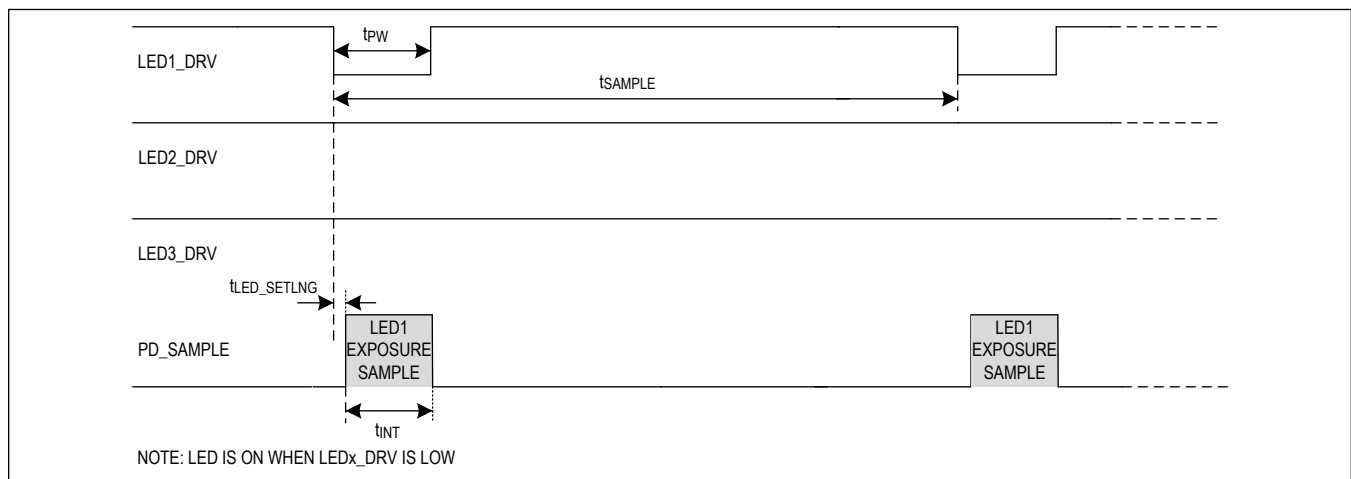 tPW
LED1_DRV
tSAMPLE
LED2_DRV
LED3_DRV
tLED_SETLNG
PD_SAMPLE
LED1
EXPOSURE
SAMPLE
LED1
EXPOSURE
SAMPLE
tINT
NOTE: LED IS ON WHEN LEDx_DRV IS LOW